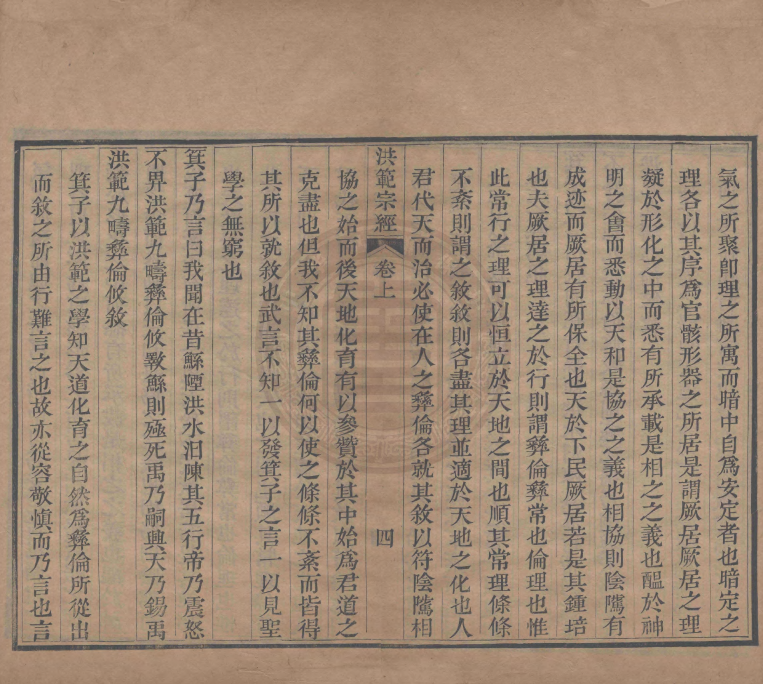 氣之所聚卽理之所寓而暗中自爲安定者也暗定之
理各以其序爲官骸形器之所居是謂厥居厥居之理
凝於形化之中而悉有所承載是相之之義也醞於神
明之會而悉動以天和是協之之義也相協則陰隲有
成迹而厥居有所保全也天於下民厥居若是其鍾培
也夫厥居之理達之於行則謂彝倫彝常也倫理也惟
此常行之理可以恒立於天地之間也順其常理條條
不紊則謂之敘敘則各盡其理並適於天地之化也人
君代天而治必使在人之彝倫各就其敘以符陰隲相
洪範宗經 卷上 四
協之始而後天地化育有以參贊於其中始爲君道之
克盡也但我不知其彝倫何以使之條條不紊而皆得
其所以就敘也武言不知一以發箕子之言一以見聖
學之無窮也
箕子乃言曰我聞在昔鯀陻洪水汨陳其五行帝乃震怒
不畀洪範九疇彝倫攸斁鯀則殛死禹乃嗣興天乃錫禹
洪範九疇彝倫攸敘
箕子以洪範之學知天道化育之自然爲彝倫所從出
而敘之所由行難言之也故亦從容敬愼而乃言也言